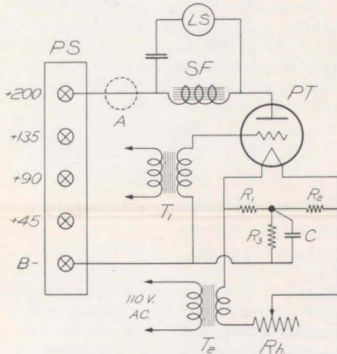 LS
PS
SF
PT
+200
A
+135
+90
T1
R1
R2
+45
R3
C
B-
110 V.
A.C.
T2
Rh